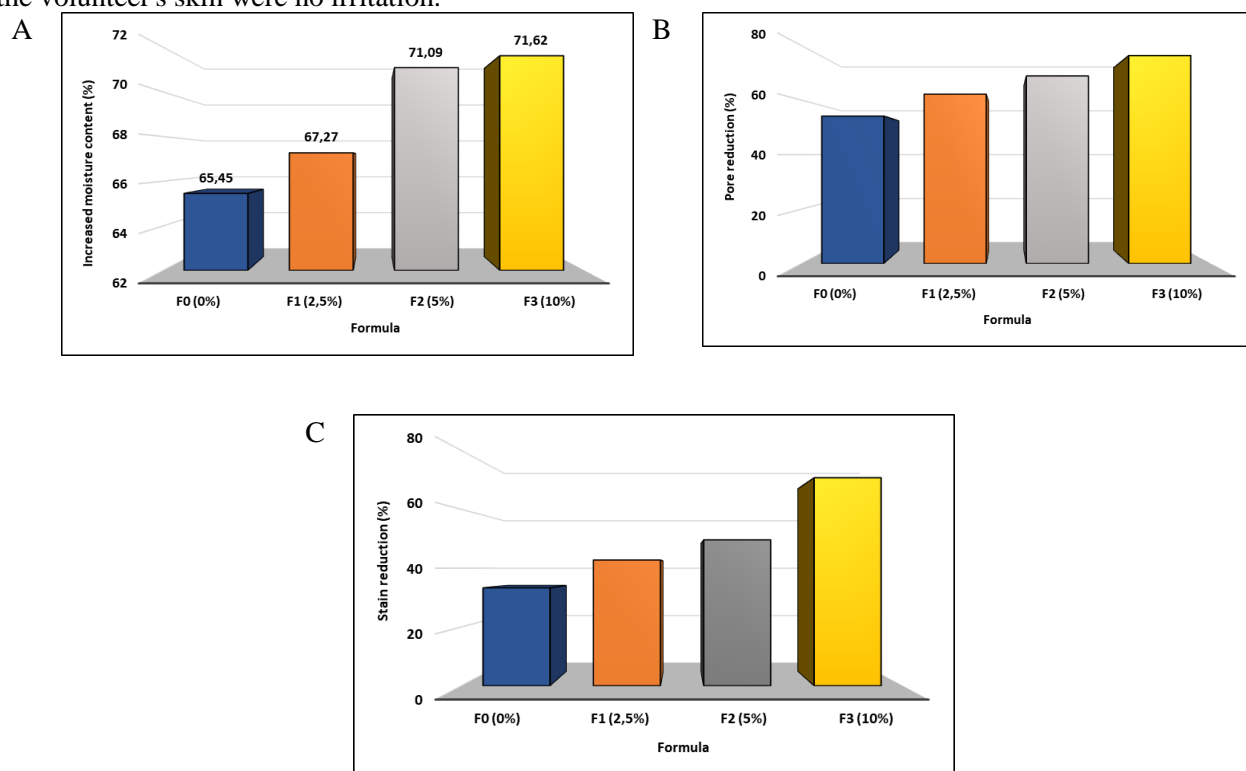 the volunteer's skin were no irritation.
A
72
70
68
66
64
62
Increased moisture content (%)
65,45
67,27
71,09
71,62
F0 (0%) F1 (2,5%) F2 (5%) F3 (10%)
Formula
B
80
60
40
20
0
Pore reduction (%)
F0 (0%) F1 (2,5%) F2 (5%) F3 (10%)
Formula
C
80
60
40
20
0
Stain reduction (%)
F0 (0%) F1 (2,5%) F2 (5%) F3 (10%)
Formula